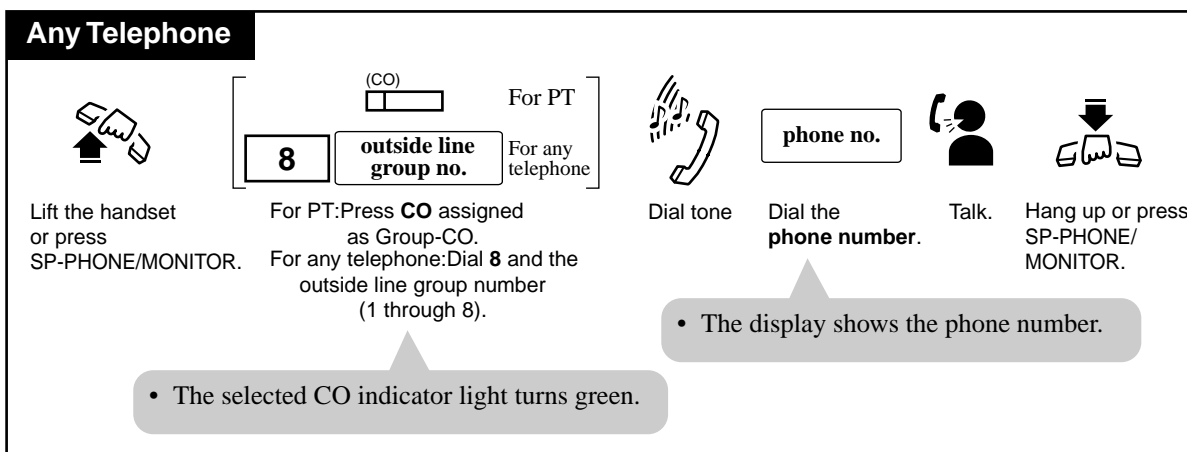 Any Telephone
(CO)
For PT
8
outside line
group no.
For any
telephone
phone no.
Lift the handset
or press
SP-PHONE/MONITOR.
For PT:Press CO assigned
as Group-CO.
For any telephone:Dial 8 and the
outside line group number
(1 through 8).
Dial tone
Dial the
phone number.
Talk.
Hang up or press
SP-PHONE/
MONITOR.
• The display shows the phone number.
• The selected CO indicator light turns green.